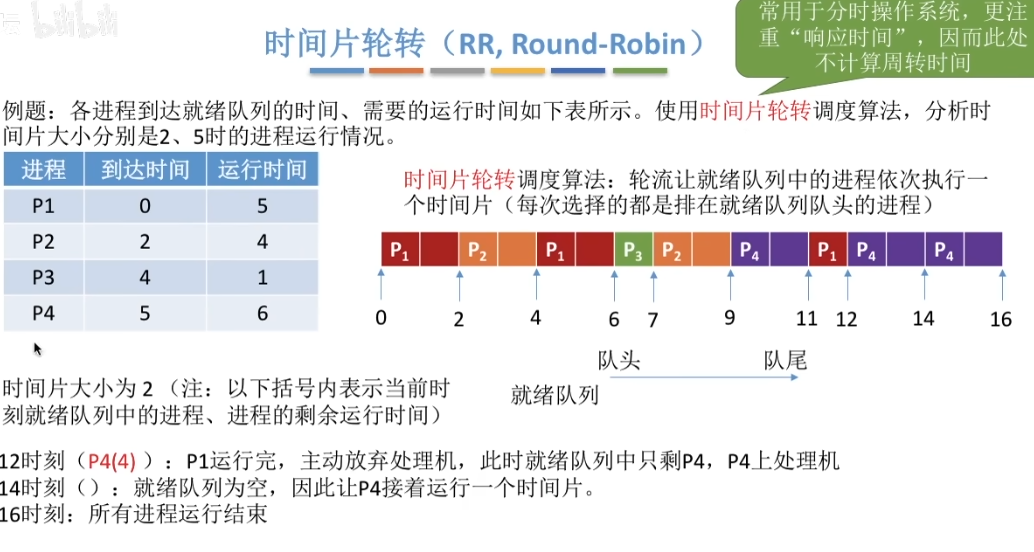 bilibili
时间片轮转（RR, Round-Robin）
常用于分时操作系统，更注
重“响应时间”，因而此处
不计算周转时间
例题：各进程到达就绪队列的时间、需要的运行时间如下表所示。使用时间片轮转调度算法，分析时
间片大小分别是2、5时的进程运行情况。
进程 到达时间 运行时间
P1 0 5
P2 2 4
P3 4 1
P4 5 6
时间片轮转调度算法：轮流让就绪队列中的进程依次执行一
个时间片（每次选择的都是排在就绪队列队头的进程）
P1 P2 P1 P3 P2 P4 P1 P4 P4
0 2 4 6 7 9 11 12 14 16
队头 队尾
就绪队列
时间片大小为 2 （注：以下括号内表示当前时
刻就绪队列中的进程、进程的剩余运行时间）
12时刻（P4(4) ）：P1运行完，主动放弃处理机，此时就绪队列中只剩P4，P4上处理机
14时刻（）：就绪队列为空，因此让P4接着运行一个时间片。
16时刻：所有进程运行结束